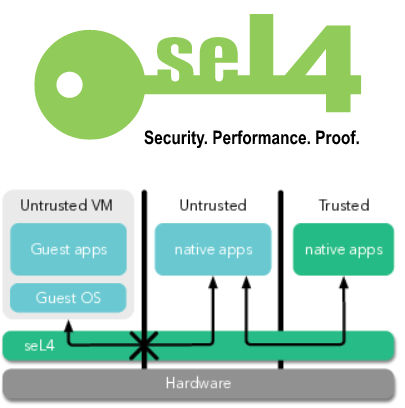 seL4
Security. Performance. Proof.
Untrusted VM
Untrusted
Trusted
Guest apps
native apps
native apps
Guest OS
seL4
Hardware